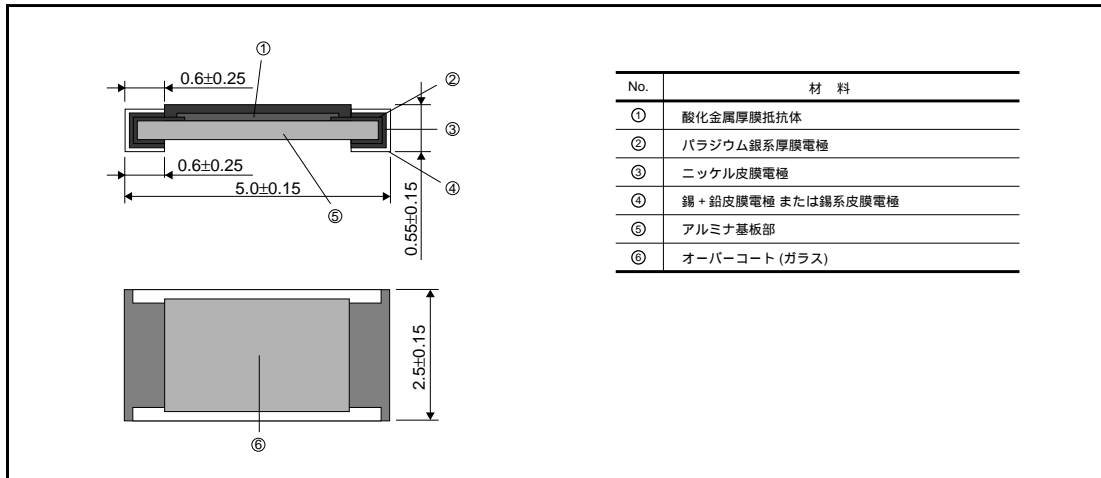 ①
0.6±0.25
②
③
0.6±0.25
④
5.0±0.15
⑤
0.55±0.15
2.5±0.15
⑥
No. 材 料
① 酸化金属厚膜抵抗体
② パラジウム銀系厚膜電極
③ ニッケル皮膜電極
④ 錫 + 鉛皮膜電極 または錫系皮膜電極
⑤ アルミナ基板部
⑥ オーバーコート (ガラス)